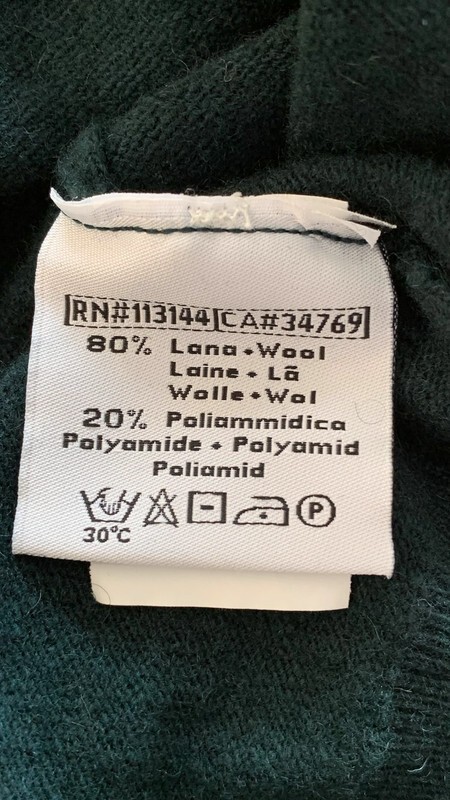 RN#113144 CA#34769
80% Lana • Wool
Laine • Lã
Wolle • Wol
20% Poliammidica
Polyamide • Polyamid
Poliamid
30°C P